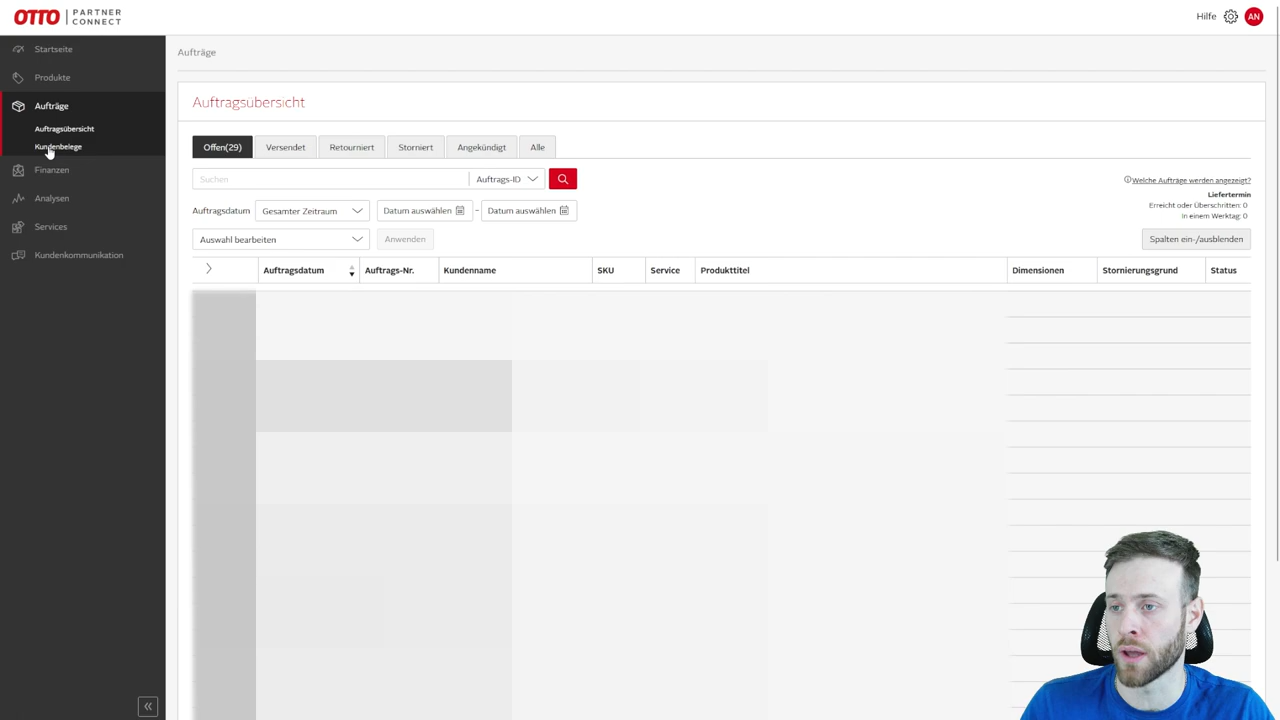 OTTO PARTNER CONNECT
Hilfe
AN
Startseite
Produkte
Aufträge
Auftragsübersicht
Kundenbelege
Finanzen
Analysen
Services
Kundenkommunikation
Aufträge
Auftragsübersicht
Offen(29) Versendet Retourniert Storniert Angekündigt Alle
Suchen Auftrags-ID
Welche Aufträge werden angezeigt?
Liefertermin
Erreicht oder Überschritten: 0
In einem Werktag: 0
Auftragsdatum Gesamter Zeitraum Datum auswählen - Datum auswählen
Auswahl bearbeiten Anwenden
Spalten ein-/ausblenden
Auftragsdatum Auftrags-Nr. Kundenname SKU Service Produkttitel Dimensionen Stornierungsgrund Status